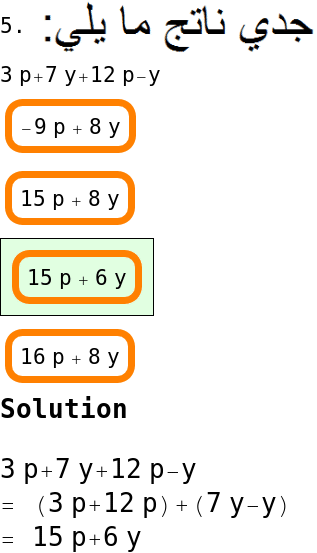 5. جدي ناتج ما يلي:
3 p+7 y+12 p−y
−9 p + 8 y
15 p + 8 y
15 p + 6 y
16 p + 8 y
Solution
3 p+7 y+12 p−y
= (3 p+12 p)+(7 y−y)
= 15 p+6 y